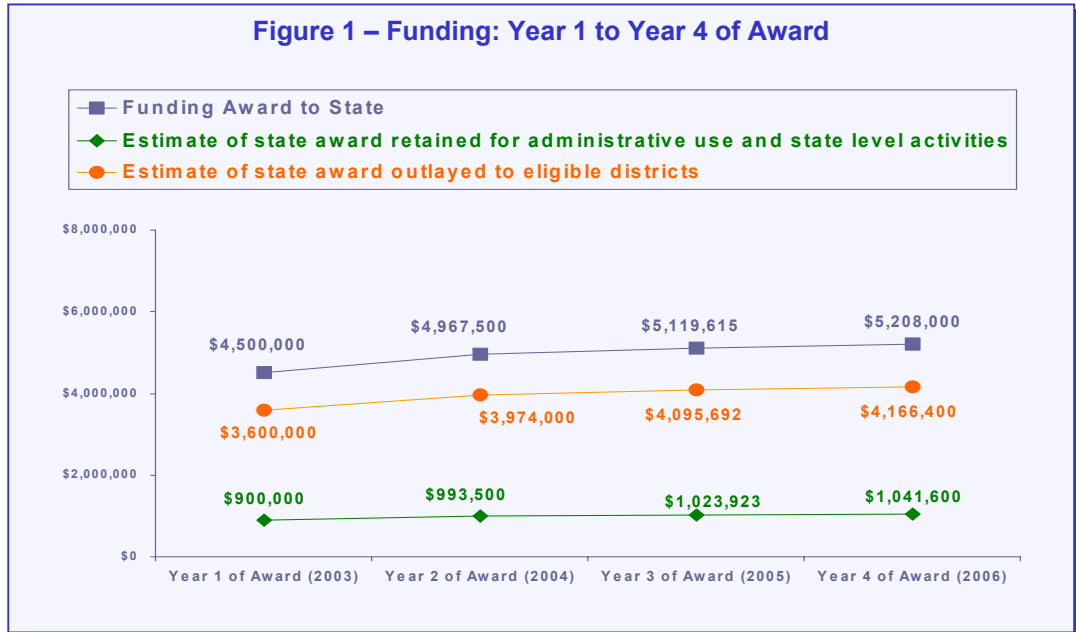 Figure 1 – Funding: Year 1 to Year 4 of Award
Funding Award to State
Estimate of state award retained for administrative use and state level activities
Estimate of state award outlayed to eligible districts
$8,000,000
$6,000,000
$4,000,000
$2,000,000
$0
$4,500,000
$4,967,500
$5,119,615
$5,208,000
$3,600,000
$3,974,000
$4,095,692
$4,166,400
$900,000
$993,500
$1,023,923
$1,041,600
Year 1 of Award (2003)
Year 2 of Award (2004)
Year 3 of Award (2005)
Year 4 of Award (2006)